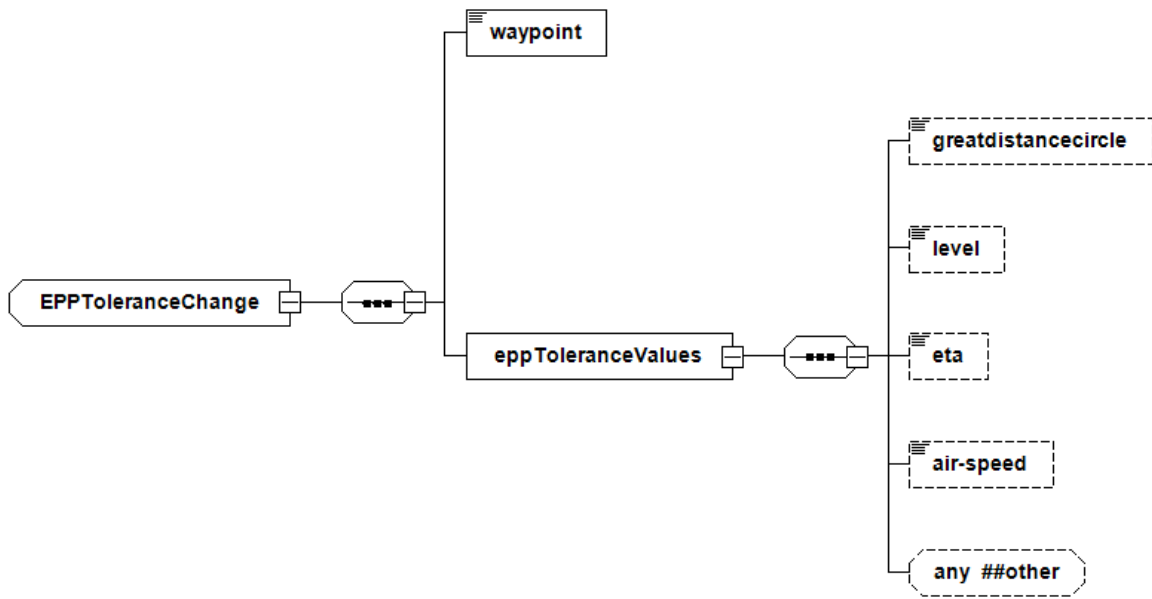 waypoint
greatdistancecircle
level
EPPToleranceChange
eppToleranceValues
eta
air-speed
any ##other